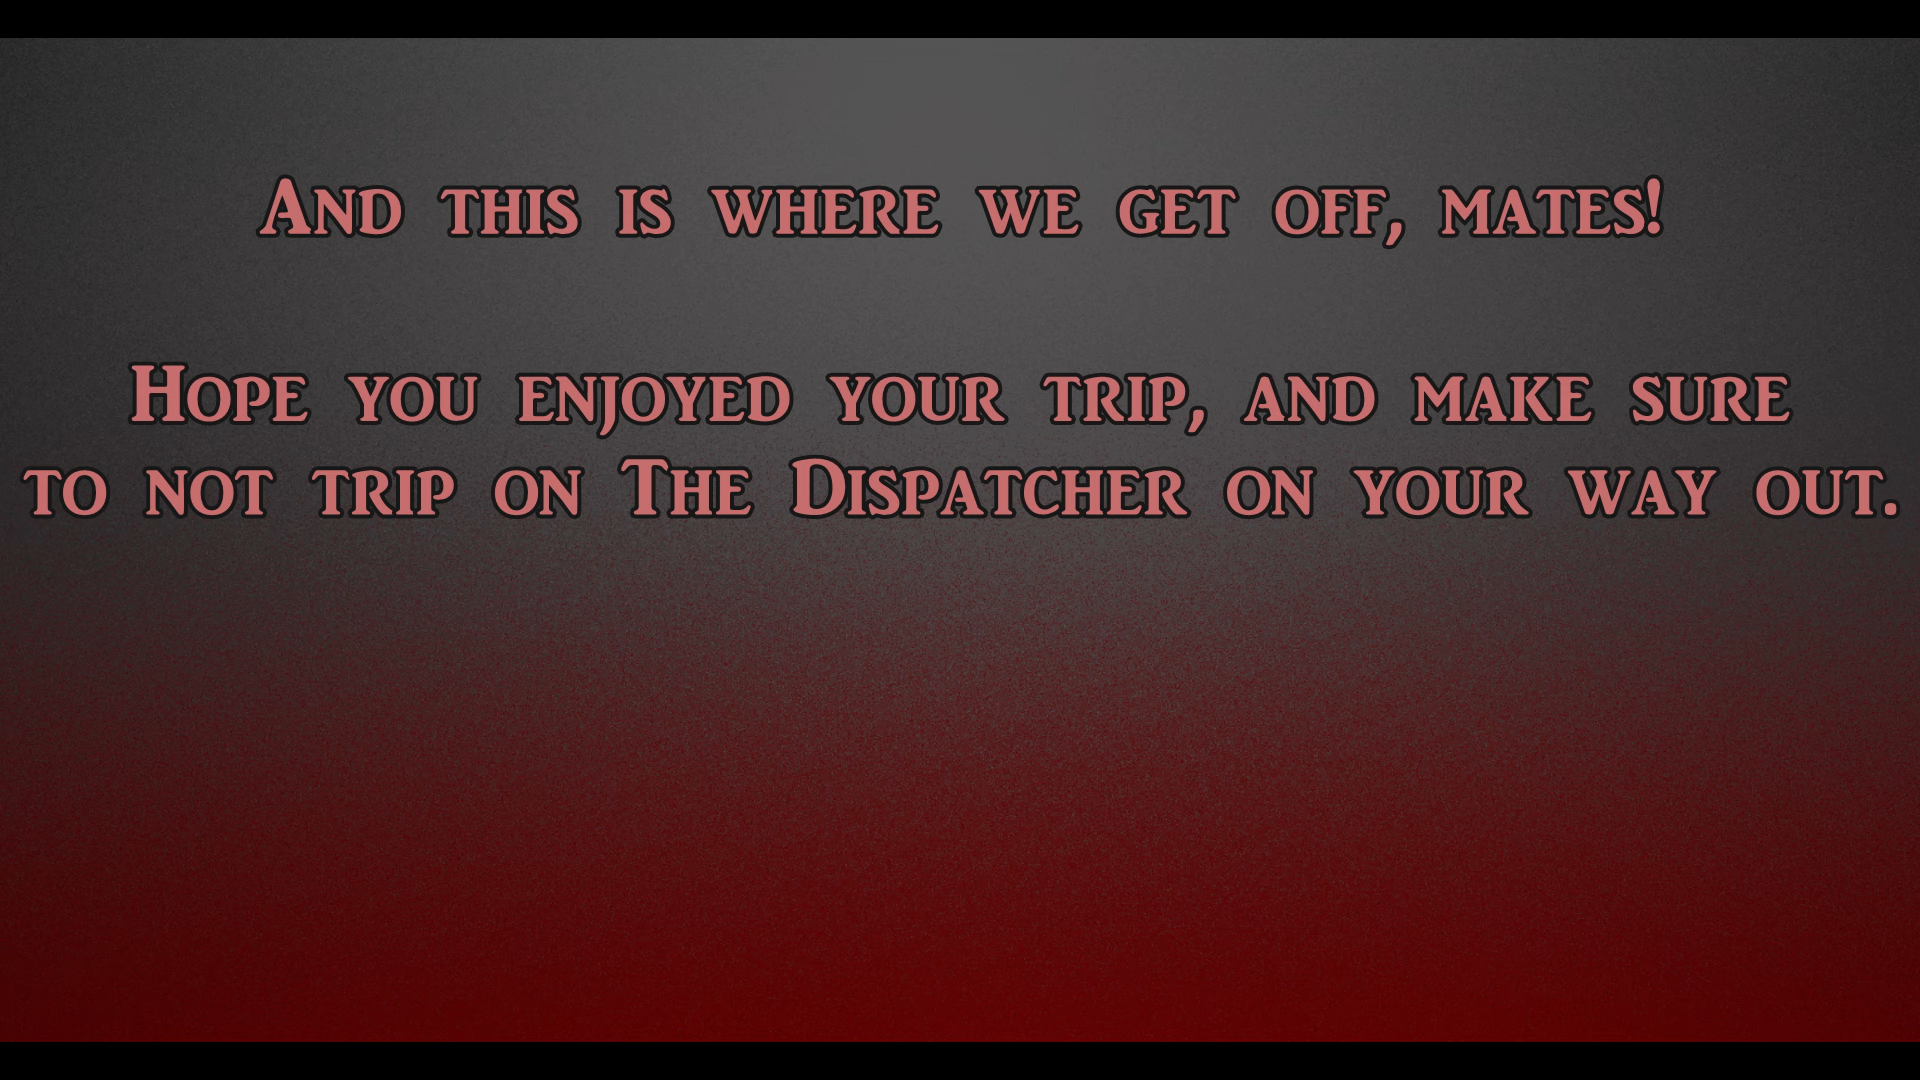 And this is where we get off, mates!
Hope you enjoyed your trip, and make sure
to not trip on The Dispatcher on your way out.